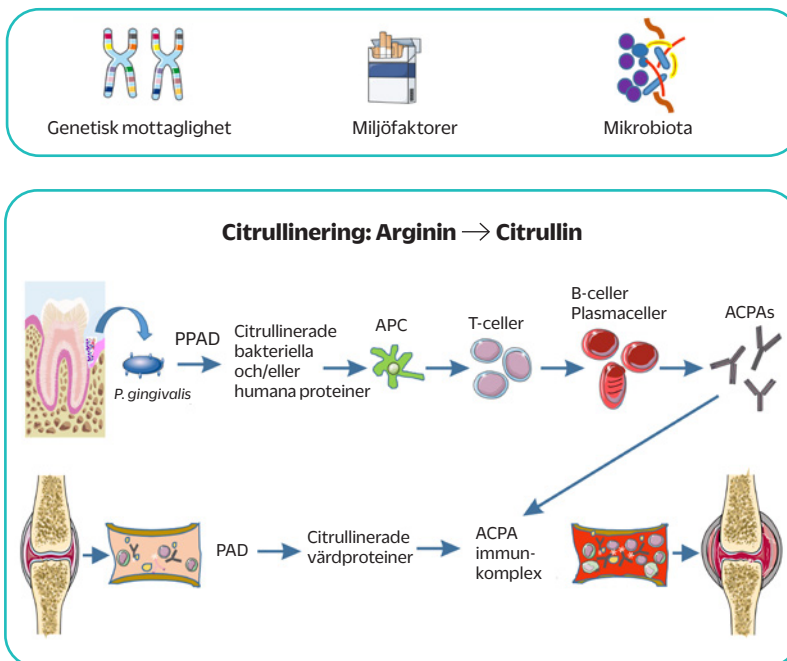 Genetisk mottaglighet
Miljöfaktorer
Mikrobiota
Citrullinering: Arginin → Citrullin
P. gingivalis
PPAD
Citrullinerade
bakteriella
och/eller
humana proteiner
APC
T-celler
B-celler
Plasmaceller
ACPAs
PAD
Citrullinerade
värdproteiner
ACPA
immun-
komplex